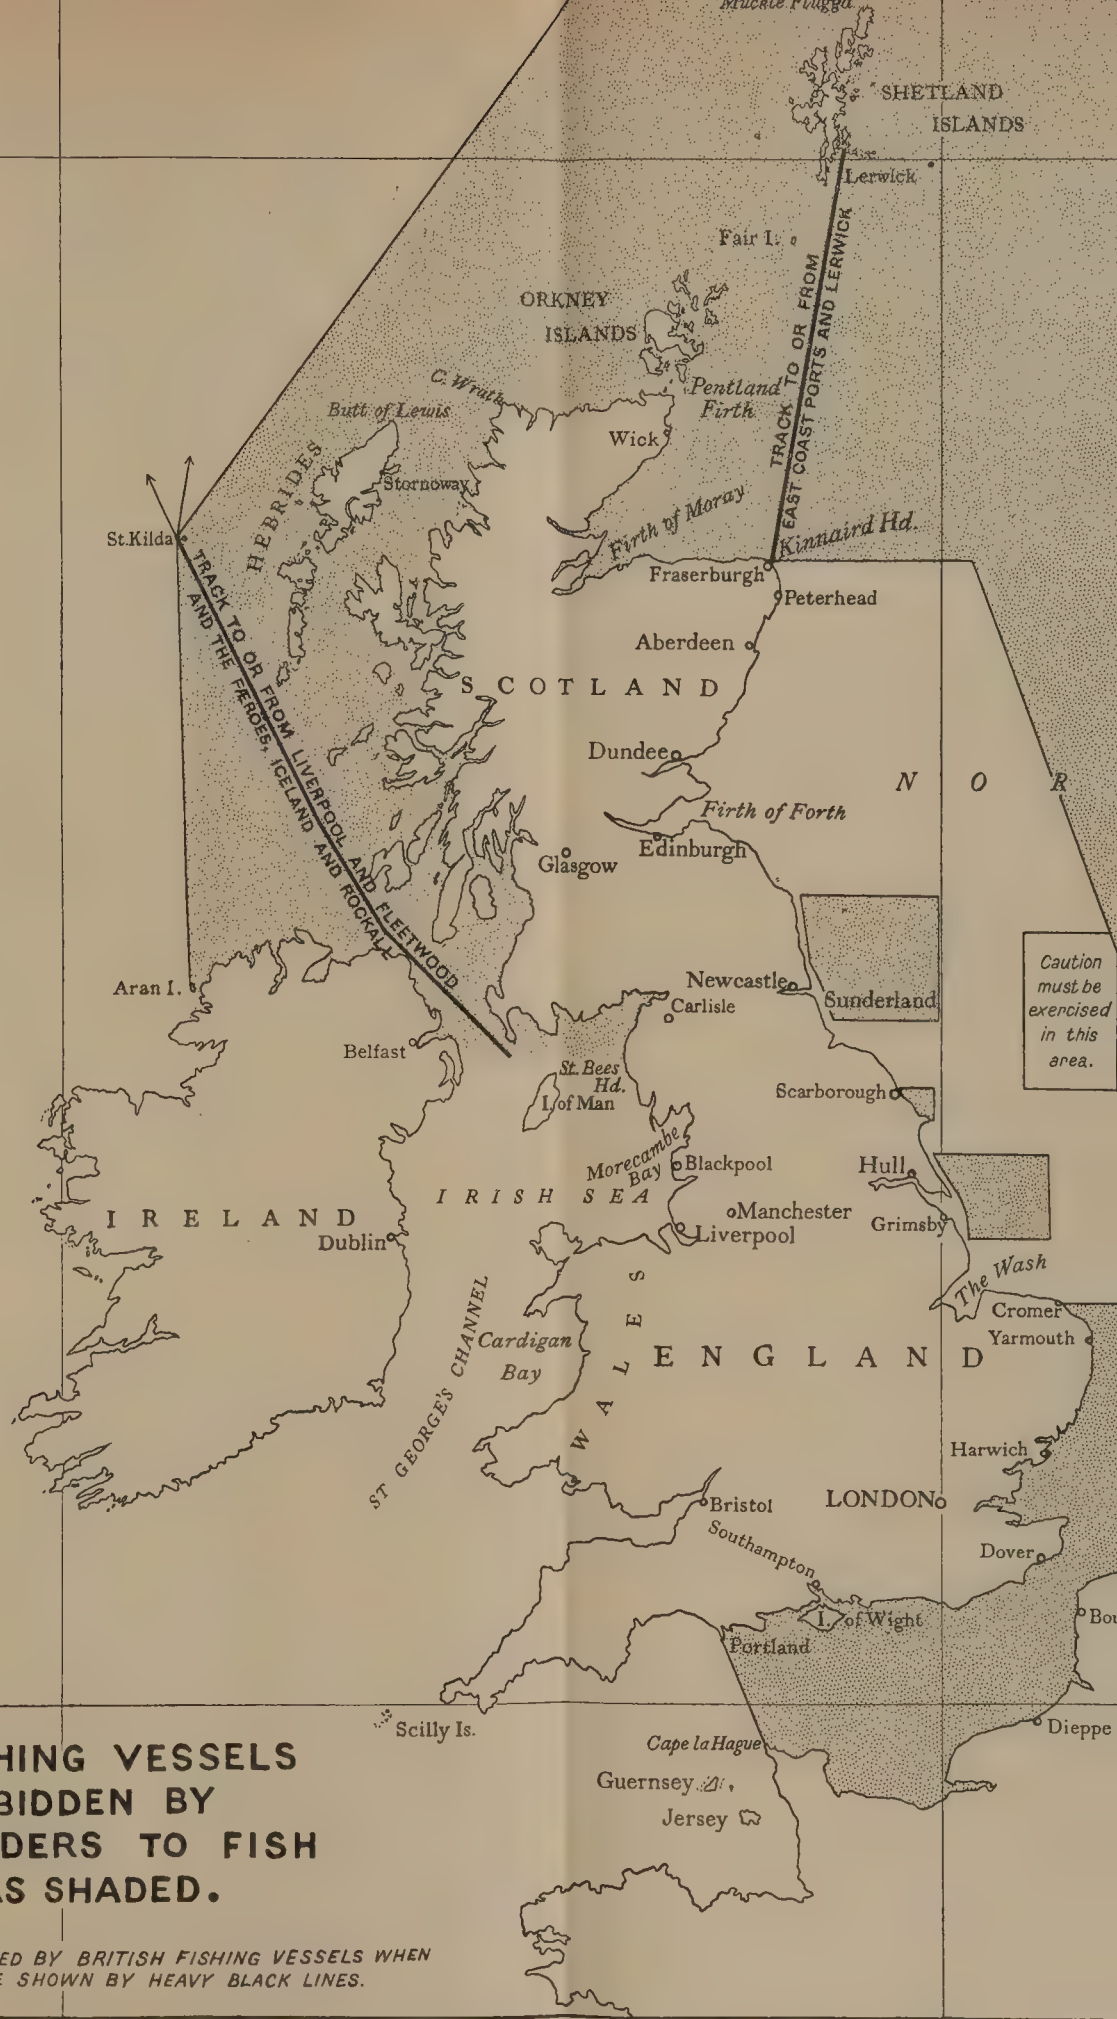 Muckle Flugga
SHETLAND
ISLANDS
Lerwick
Fair I.
TRACK TO OR FROM
EAST COAST PORTS AND LERWICK
ORKNEY
ISLANDS
C. Wrath
Pentland
Firth
Butt of Lewis
Wick
HEBRIDES
Stornoway
Firth of Moray
Kinnaird Hd.
St. Kilda
TRACK TO OR FROM LIVERPOOL AND FLEETWOOD
AND THE FÆROES, ICELAND AND ROCKALL
Fraserburgh
Peterhead
Aberdeen
SCOTLAND
Dundee
NOR
Firth of Forth
Edinburgh
Glasgow
Caution
must be
exercised
in this
area.
Aran I.
Newcastle
Sunderland
Carlisle
Belfast
St. Bees
Hd.
I. of Man
Scarborough
Morecambe
Bay
Blackpool
Hull
IRISH SEA
IRELAND
Manchester
Grimsby
Dublin
Liverpool
The Wash
Cromer
Yarmouth
ST GEORGE'S CHANNEL
Cardigan
Bay
WALES
ENGLAND
Harwich
Bristol
LONDON
Southampton
Dover
I. of Wight
Bou
Portland
Scilly Is.
Dieppe
Cape la Hague
Guernsey
Jersey
HING VESSELS
BIDDEN BY
DERS TO FISH
AS SHADED.
ED BY BRITISH FISHING VESSELS WHEN
E SHOWN BY HEAVY BLACK LINES.